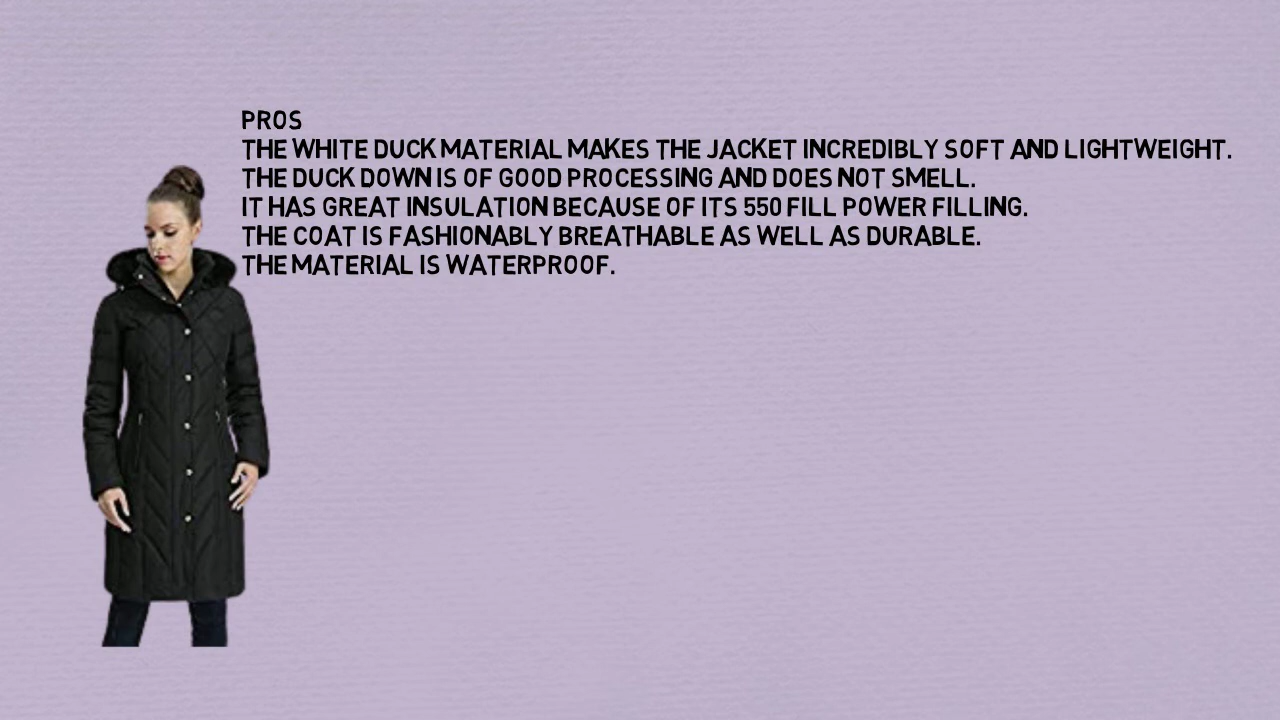 PROS
THE WHITE DUCK MATERIAL MAKES THE JACKET INCREDIBLY SOFT AND LIGHTWEIGHT.
THE DUCK DOWN IS OF GOOD PROCESSING AND DOES NOT SMELL.
IT HAS GREAT INSULATION BECAUSE OF ITS 550 FILL POWER FILLING.
THE COAT IS FASHIONABLY BREATHABLE AS WELL AS DURABLE.
THE MATERIAL IS WATERPROOF.